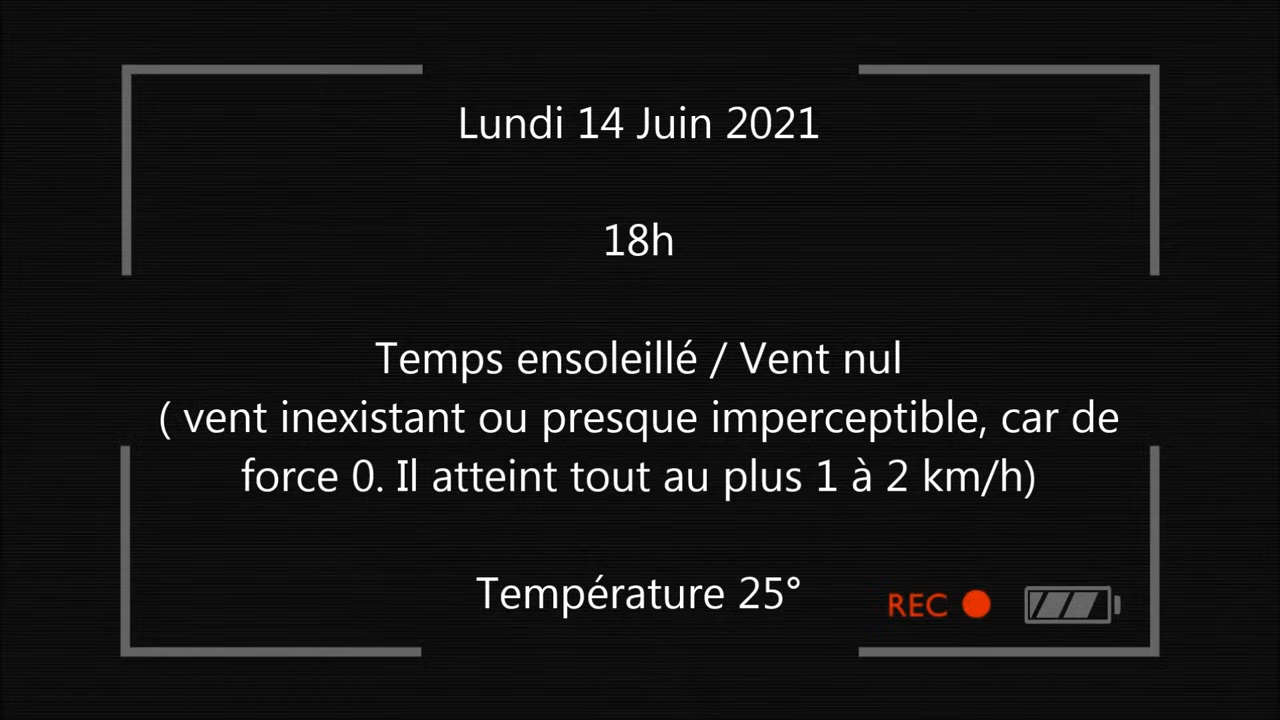 Lundi 14 Juin 2021
18h
Temps ensoleillé / Vent nul
( vent inexistant ou presque imperceptible, car de
force 0. Il atteint tout au plus 1 à 2 km/h)
Température 25°
REC